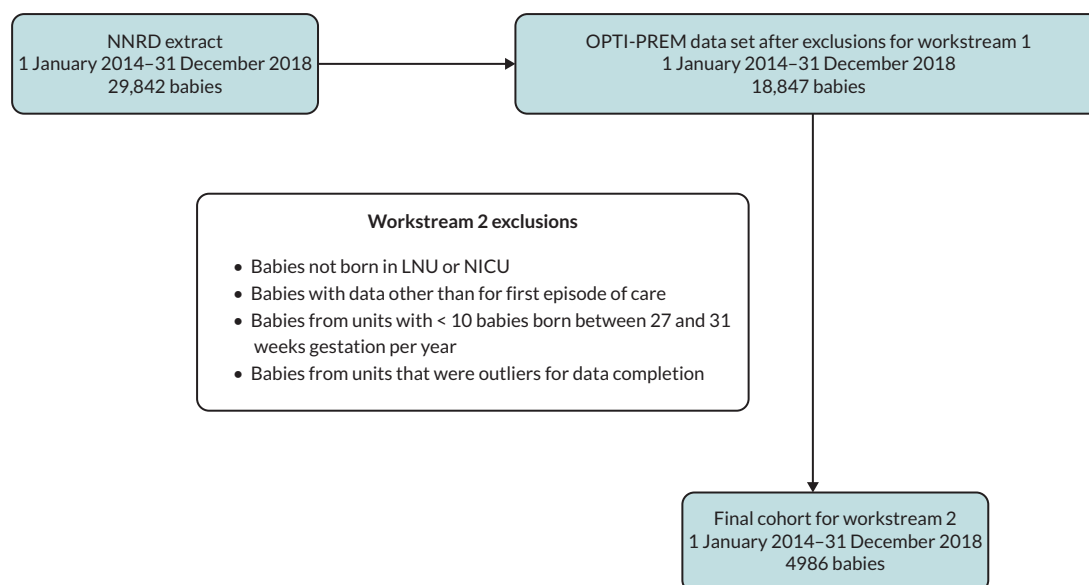 NNRD extract
1 January 2014–31 December 2018
29,842 babies
OPTI-PREM data set after exclusions for workstream 1
1 January 2014–31 December 2018
18,847 babies
Workstream 2 exclusions
• Babies not born in LNU or NICU
• Babies with data other than for first episode of care
• Babies from units with < 10 babies born between 27 and 31
weeks gestation per year
• Babies from units that were outliers for data completion
Final cohort for workstream 2
1 January 2014–31 December 2018
4986 babies